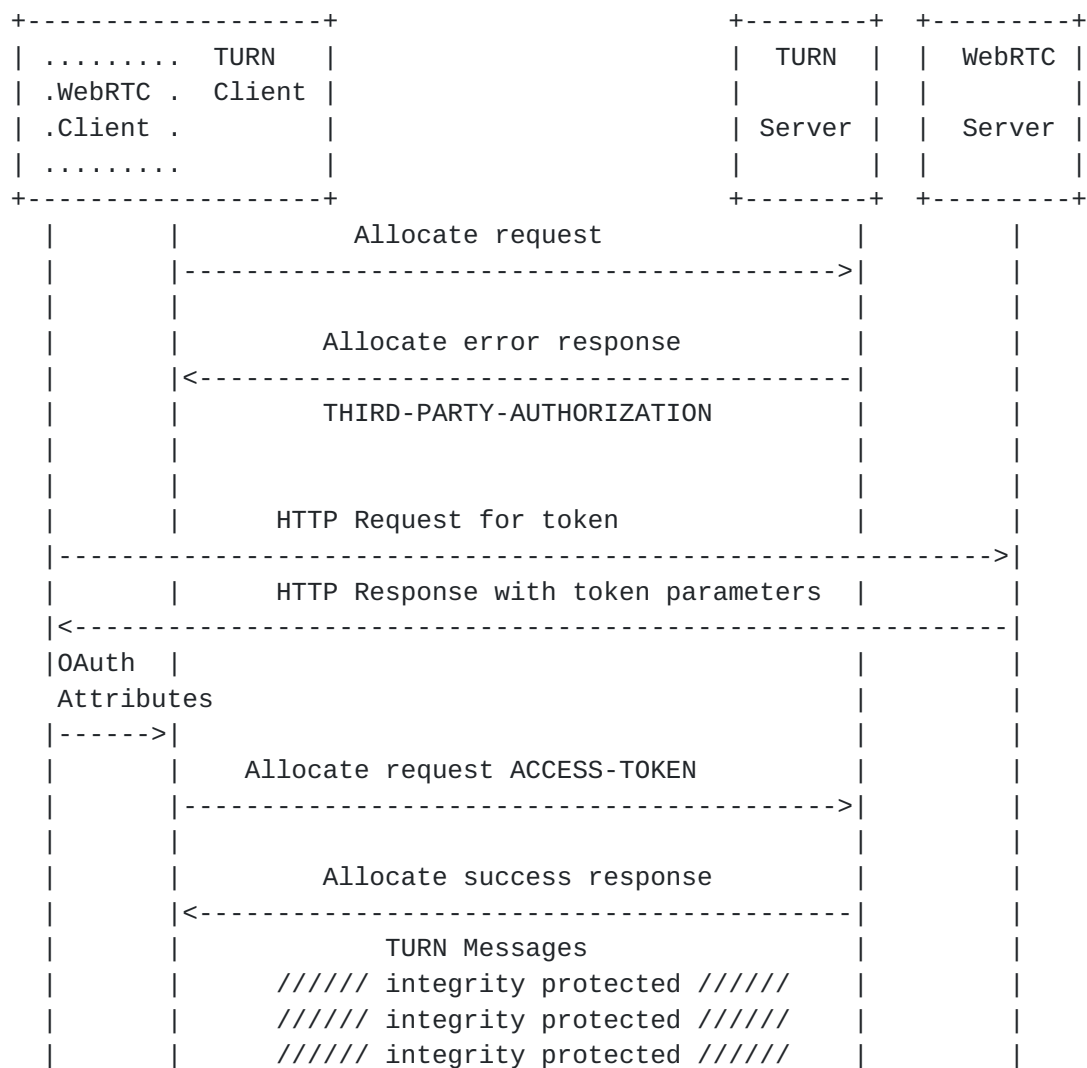 +-------------------+                         +--------+  +---------+
| .........  TURN   |                         |  TURN  |  |  WebRTC |
| .WebRTC .  Client |                         |        |  |         |
| .Client .         |                         | Server |  |  Server |
| .........         |                         |        |  |         |
+-------------------+                         +--------+  +---------+
  |       |           Allocate request                |         |
  |       |------------------------------------------>|         |
  |       |                                           |         |
  |       |         Allocate error response           |         |
  |       |<------------------------------------------|         |
  |       |         THIRD-PARTY-AUTHORIZATION         |         |
  |       |                                           |         |
  |       |                                           |         |
  |       |      HTTP Request for token               |         |
  |------------------------------------------------------------>|
  |       |      HTTP Response with token parameters  |         |
  |<------------------------------------------------------------|
  |OAuth  |                                           |         |
   Attributes                                         |         |
  |------>|                                           |         |
  |       |    Allocate request ACCESS-TOKEN          |         |
  |       |------------------------------------------>|         |
  |       |                                           |         |
  |       |         Allocate success response         |         |
  |       |<------------------------------------------|         |
  |       |             TURN Messages                 |         |
  |       |      ////// integrity protected //////    |         |
  |       |      ////// integrity protected //////    |         |
  |       |      ////// integrity protected //////    |         |